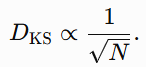 D_KS ∝ 1/√N.